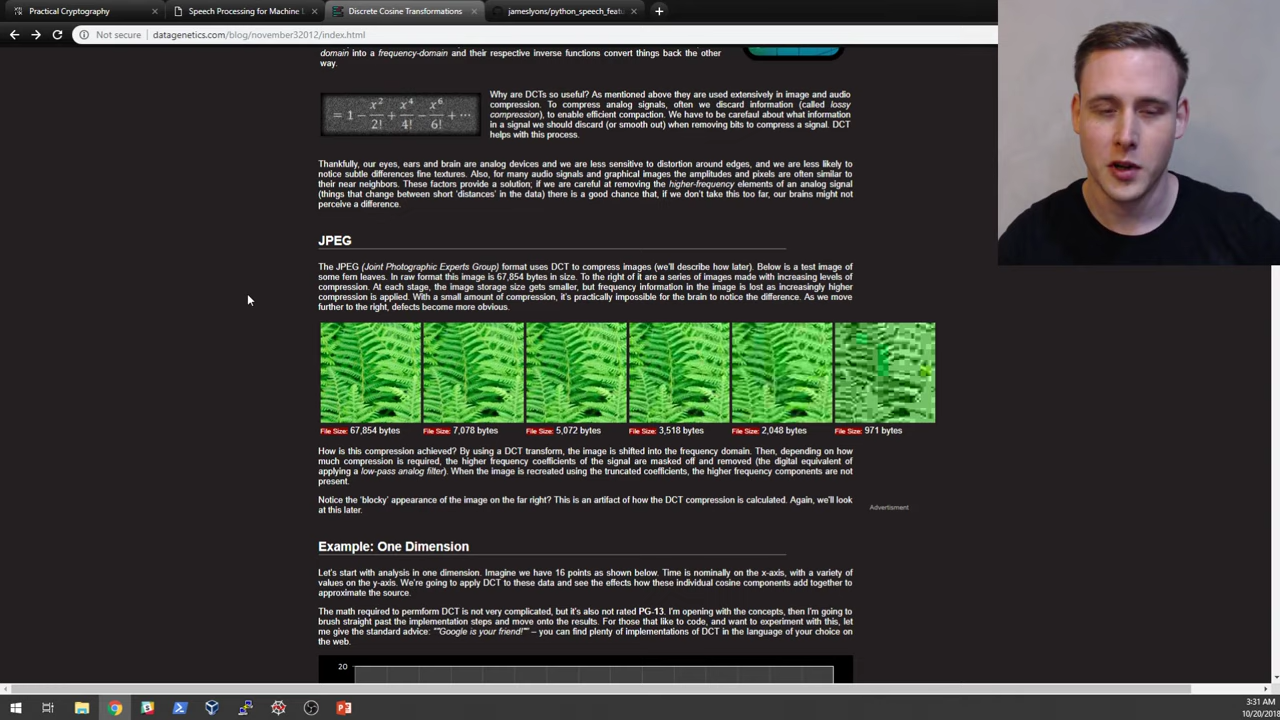 Practical Cryptography
Speech Processing for Machine L
Discrete Cosine Transformations
jameslyons/python_speech_featu
Not secure | datagenetics.com/blog/november32012/index.html
domain into a frequency-domain and their respective inverse functions convert things back the other
way.
= 1 − x²/2! + x⁴/4! − x⁶/6! + ⋯
Why are DCTs so useful? As mentioned above they are used extensively in image and audio
compression. To compress analog signals, often we discard information (called lossy
compression), to enable efficient compaction. We have to be carefaul about what information
in a signal we should discard (or smooth out) when removing bits to compress a signal. DCT
helps with this process.
Thankfully, our eyes, ears and brain are analog devices and we are less sensitive to distortion around edges, and we are less likely to
notice subtle differences fine textures. Also, for many audio signals and graphical images the amplitudes and pixels are often similar to
their near neighbors. These factors provide a solution; if we are careful at removing the higher-frequency elements of an analog signal
(things that change between short 'distances' in the data) there is a good chance that, if we don't take this too far, our brains might not
perceive a difference.
JPEG
The JPEG (Joint Photographic Experts Group) format uses DCT to compress images (we'll describe how later). Below is a test image of
some fern leaves. In raw format this image is 67,854 bytes in size. To the right of it are a series of images made with increasing levels of
compression. At each stage, the image storage size gets smaller, but frequency information in the image is lost as increasingly higher
compression is applied. With a small amount of compression, it's practically impossible for the brain to notice the difference. As we move
further to the right, defects become more obvious.
File Size: 67,854 bytes File Size: 7,078 bytes File Size: 5,072 bytes File Size: 3,518 bytes File Size: 2,048 bytes File Size: 971 bytes
How is this compression achieved? By using a DCT transform, the image is shifted into the frequency domain. Then, depending on how
much compression is required, the higher frequency coefficients of the signal are masked off and removed (the digital equivalent of
applying a low-pass analog filter). When the image is recreated using the truncated coefficients, the higher frequency components are not
present.
Notice the 'blocky' appearance of the image on the far right? This is an artifact of how the DCT compression is calculated. Again, we'll look
at this later.
Advertisment
Example: One Dimension
Let's start with analysis in one dimension. Imagine we have 16 points as shown below. Time is nominally on the x-axis, with a variety of
values on the y-axis. We're going to apply DCT to these data and see the effects how these individual cosine components add together to
approximate the source.
The math required to permform DCT is not very complicated, but it's also not rated PG-13. I'm opening with the concepts, then I'm going to
brush straight past the implementation steps and move onto the results. For those that like to code, and want to experiment with this, let
me give the standard advice: ""Google is your friend!"" – you can find plenty of implementations of DCT in the language of your choice on
the web.
20
3:31 AM
10/20/2018